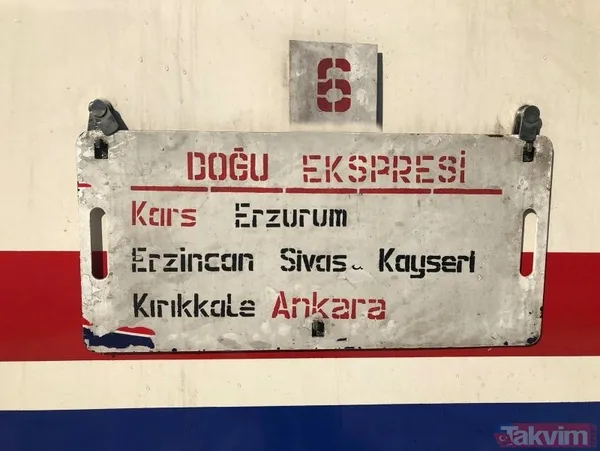 6
DOĞU EKSPRESİ
Kars Erzurum
Erzincan Sivas Kayseri
Kırıkkale Ankara
Takvim